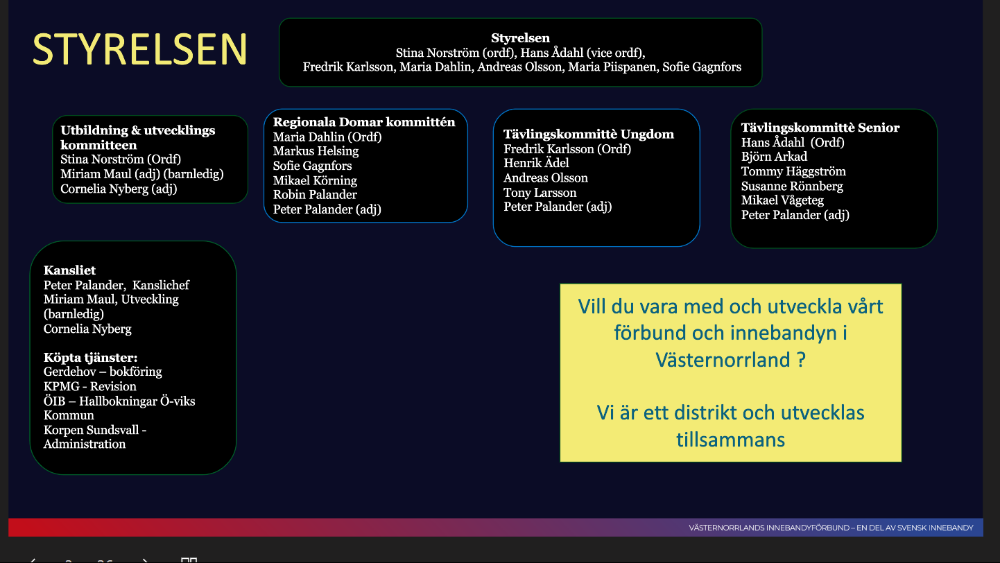 STYRELSEN
Styrelsen
Stina Norström (ordf), Hans Ådahl (vice ordf),
Fredrik Karlsson, Maria Dahlin, Andreas Olsson, Maria Piispanen, Sofie Gagnfors
Utbildning & utvecklings
kommitteen
Stina Norström (Ordf)
Miriam Maul (adj) (barnledig)
Cornelia Nyberg (adj)
Regionala Domar kommittén
Maria Dahlin (Ordf)
Markus Helsing
Sofie Gagnfors
Mikael Körning
Robin Palander
Peter Palander (adj)
Tävlingskommittè Ungdom
Fredrik Karlsson (Ordf)
Henrik Ädel
Andreas Olsson
Tony Larsson
Peter Palander (adj)
Tävlingskommittè Senior
Hans Ådahl  (Ordf)
Björn Arkad
Tommy Häggström
Susanne Rönnberg
Mikael Vågeteg
Peter Palander (adj)
Kansliet
Peter Palander,  Kanslichef
Miriam Maul, Utveckling
(barnledig)
Cornelia Nyberg
Köpta tjänster:
Gerdehov – bokföring
KPMG - Revision
ÖIB – Hallbokningar Ö-viks
Kommun
Korpen Sundsvall -
Administration
Vill du vara med och utveckla vårt
förbund och innebandyn i
Västernorrland ?
Vi är ett distrikt och utvecklas
tillsammans
VÄSTERNORRLANDS INNEBANDYFÖRBUND – EN DEL AV SVENSK INNEBANDY